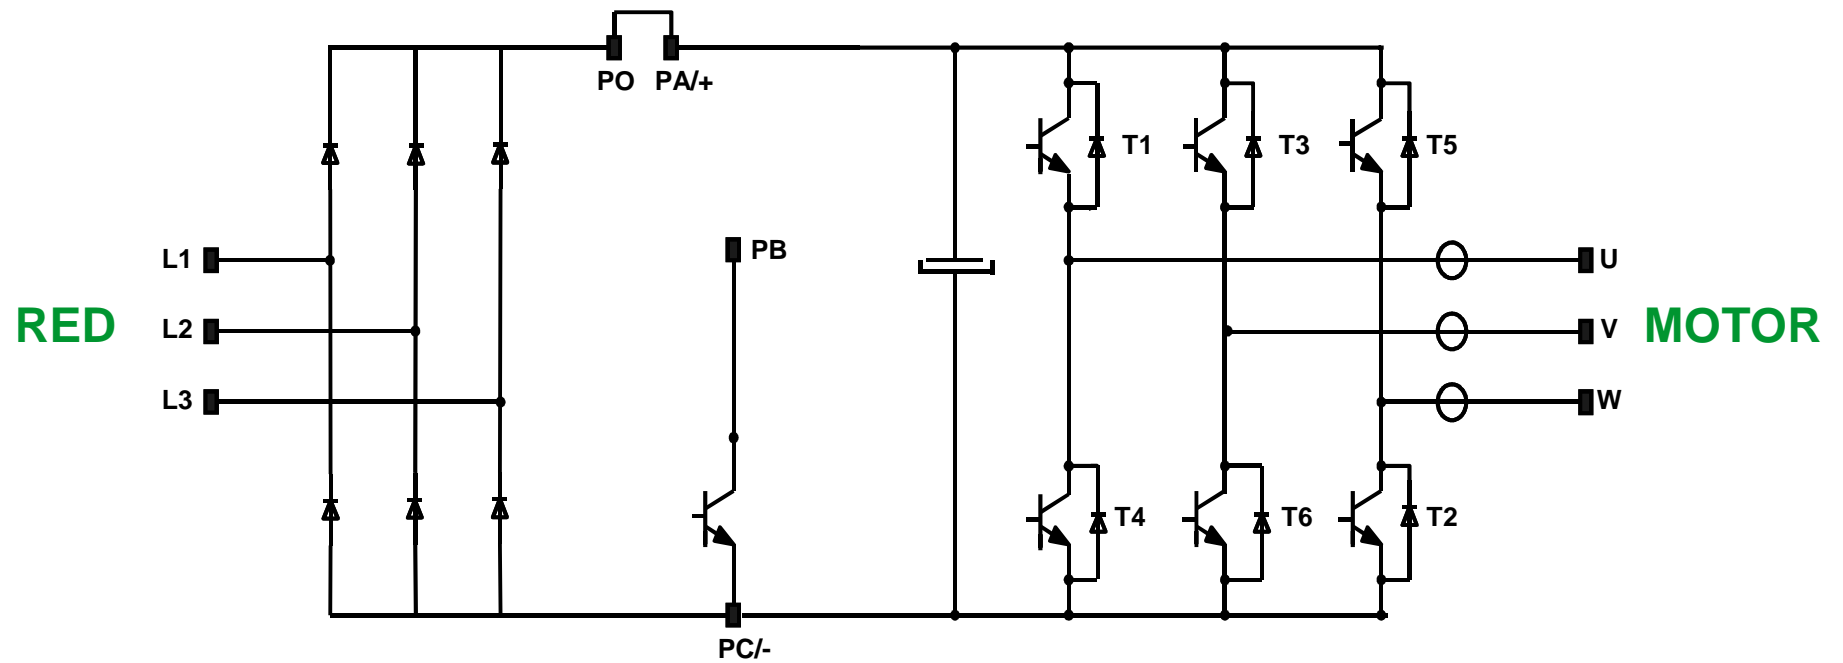 PO PA/+
T1 T3 T5
L1 PB U
RED L2 V MOTOR
L3 W
T4 T6 T2
PC/-